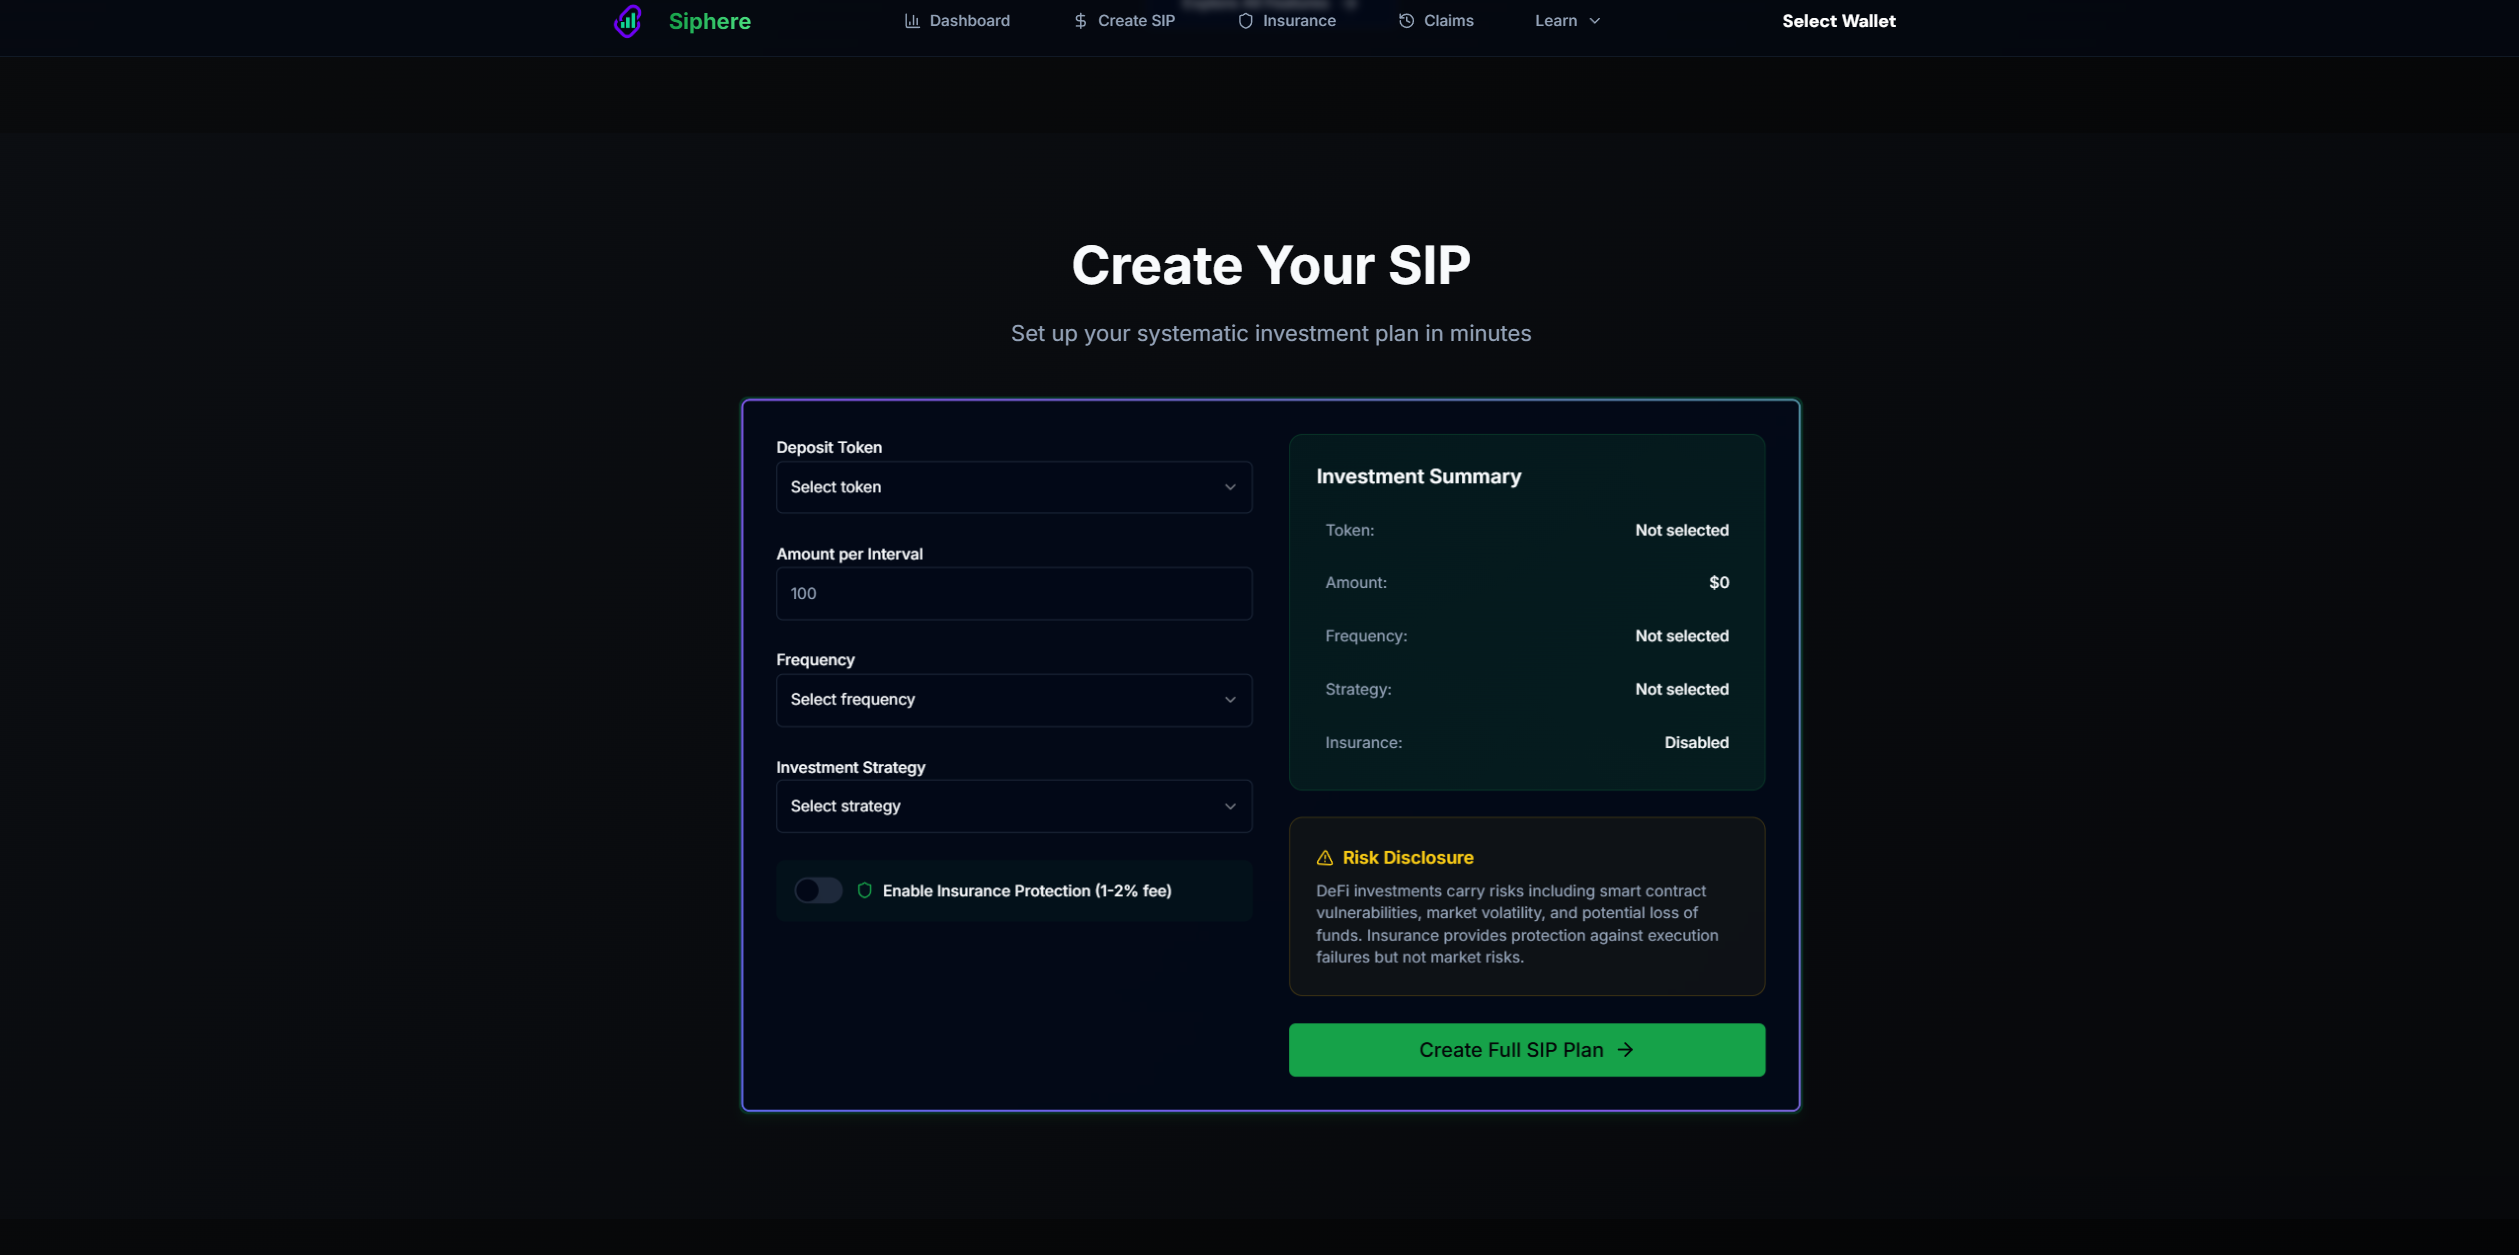 Siphere
Dashboard
Create SIP
Insurance
Claims
Learn
Select Wallet
Create Your SIP
Set up your systematic investment plan in minutes
Deposit Token
Select token
Amount per Interval
100
Frequency
Select frequency
Investment Strategy
Select strategy
Enable Insurance Protection (1-2% fee)
Investment Summary
Token: Not selected
Amount: $0
Frequency: Not selected
Strategy: Not selected
Insurance: Disabled
Risk Disclosure
DeFi investments carry risks including smart contract
vulnerabilities, market volatility, and potential loss of
funds. Insurance provides protection against execution
failures but not market risks.
Create Full SIP Plan